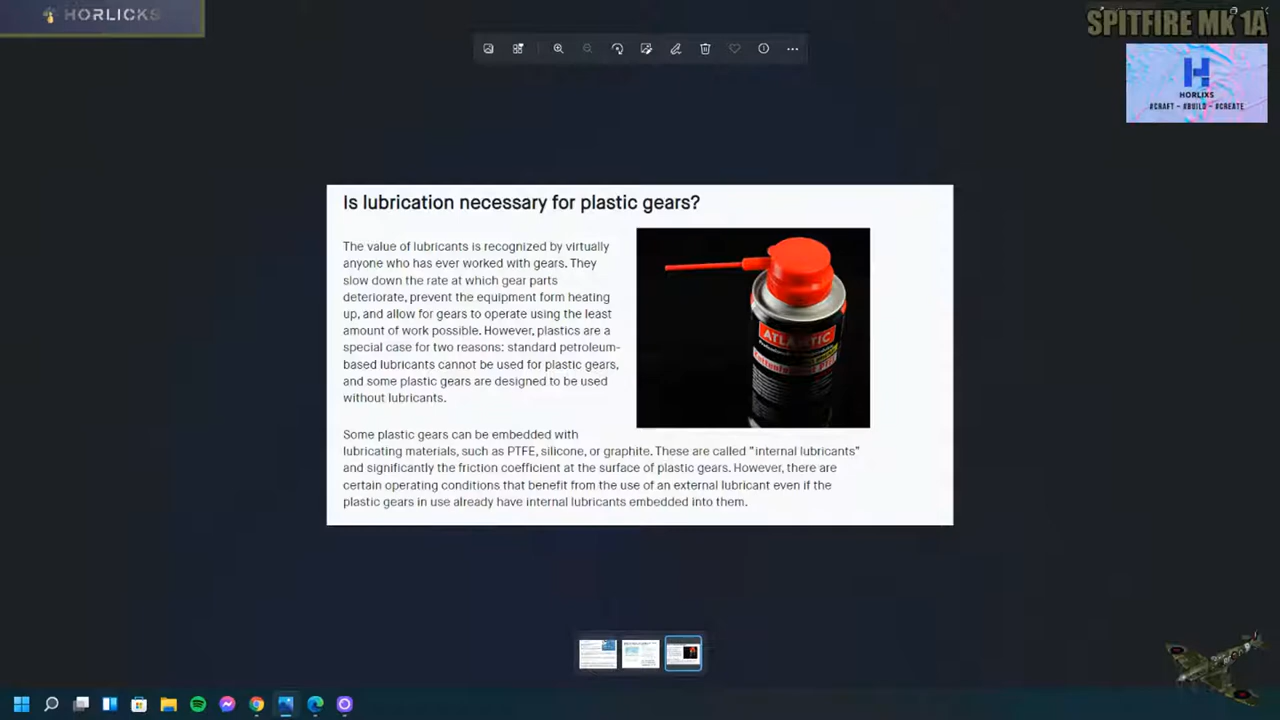 HORLICKS
SPITFIRE MK 1A
HORLIXS
#CRAFT - #BUILD - #CREATE
Is lubrication necessary for plastic gears?
The value of lubricants is recognized by virtually
anyone who has ever worked with gears. They
slow down the rate at which gear parts
deteriorate, prevent the equipment form heating
up, and allow for gears to operate using the least
amount of work possible. However, plastics are a
special case for two reasons: standard petroleum-
based lubricants cannot be used for plastic gears,
and some plastic gears are designed to be used
without lubricants.
ATLANTIC
Some plastic gears can be embedded with
lubricating materials, such as PTFE, silicone, or graphite. These are called "internal lubricants"
and significantly the friction coefficient at the surface of plastic gears. However, there are
certain operating conditions that benefit from the use of an external lubricant even if the
plastic gears in use already have internal lubricants embedded into them.